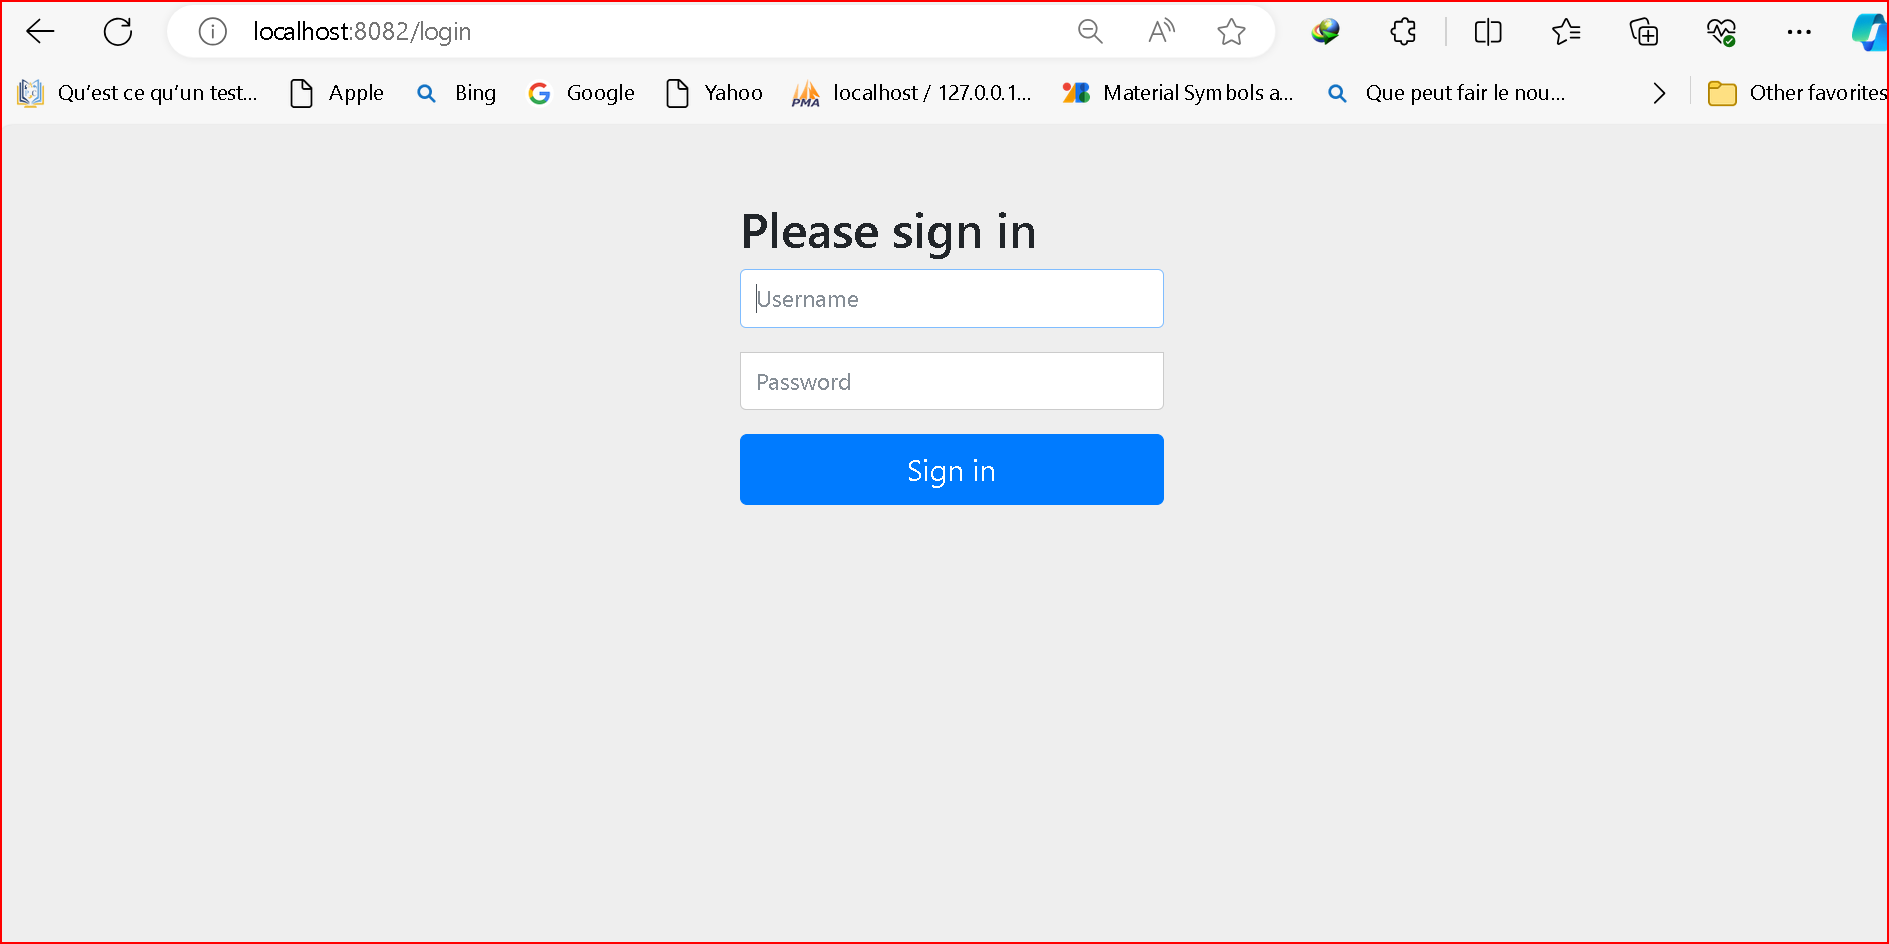 localhost:8082/login
Qu'est ce qu'un test... Apple Bing Google Yahoo PMA localhost / 127.0.0.1... Material Symbols a... Que peut fair le nou... Other favorites
Please sign in
Username
Password
Sign in